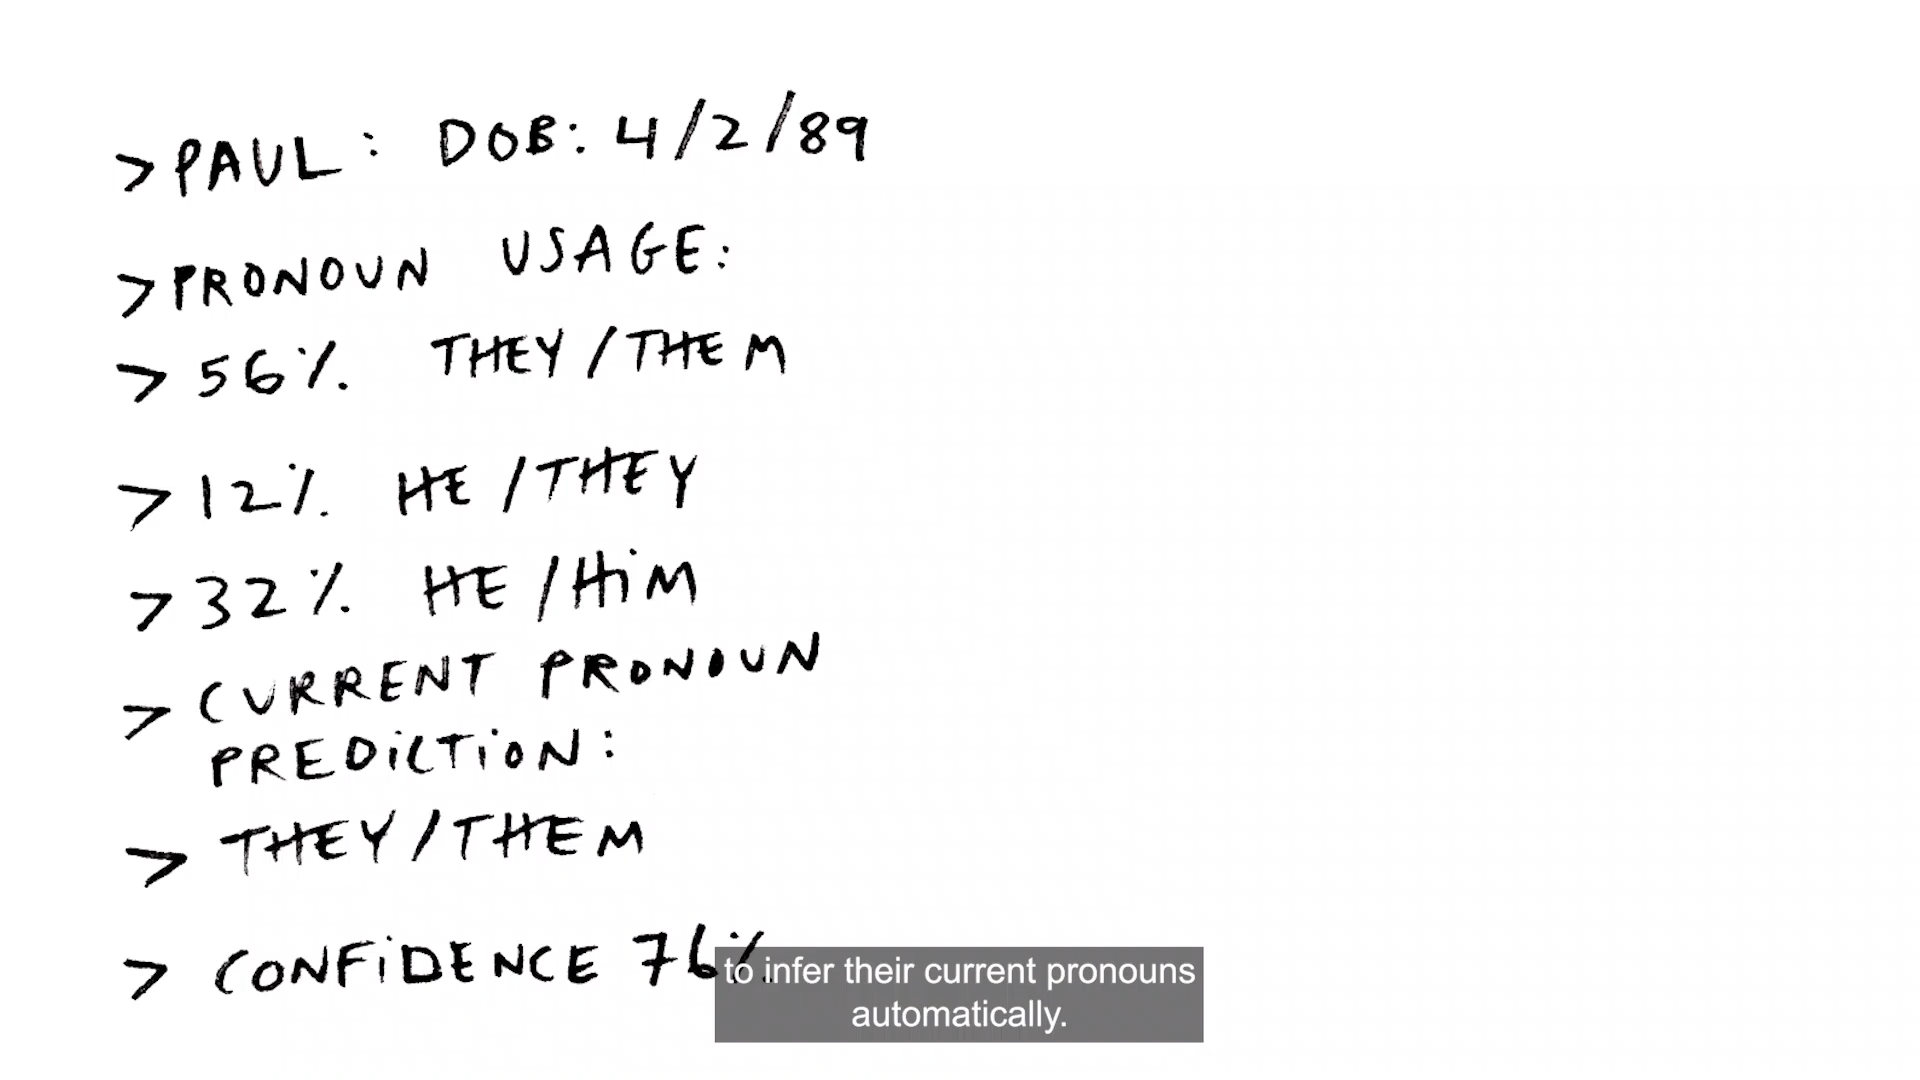 > PAUL: DOB: 4/2/89
> PRONOUN USAGE:
> 56% THEY/THEM
> 12% HE/THEY
> 32% HE/HiM
> CURRENT PRONOUN
PREDiCTiON:
> THEY/THEM
> CONFiDENCE 76%
to infer their current pronouns
automatically.